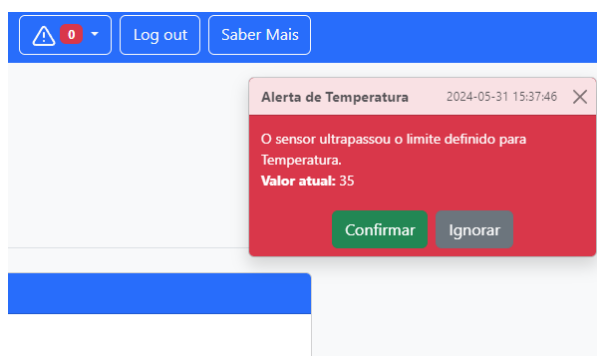 0 Log out Saber Mais
Alerta de Temperatura 2024-05-31 15:37:46
O sensor ultrapassou o limite definido para
Temperatura.
Valor atual: 35
Confirmar Ignorar